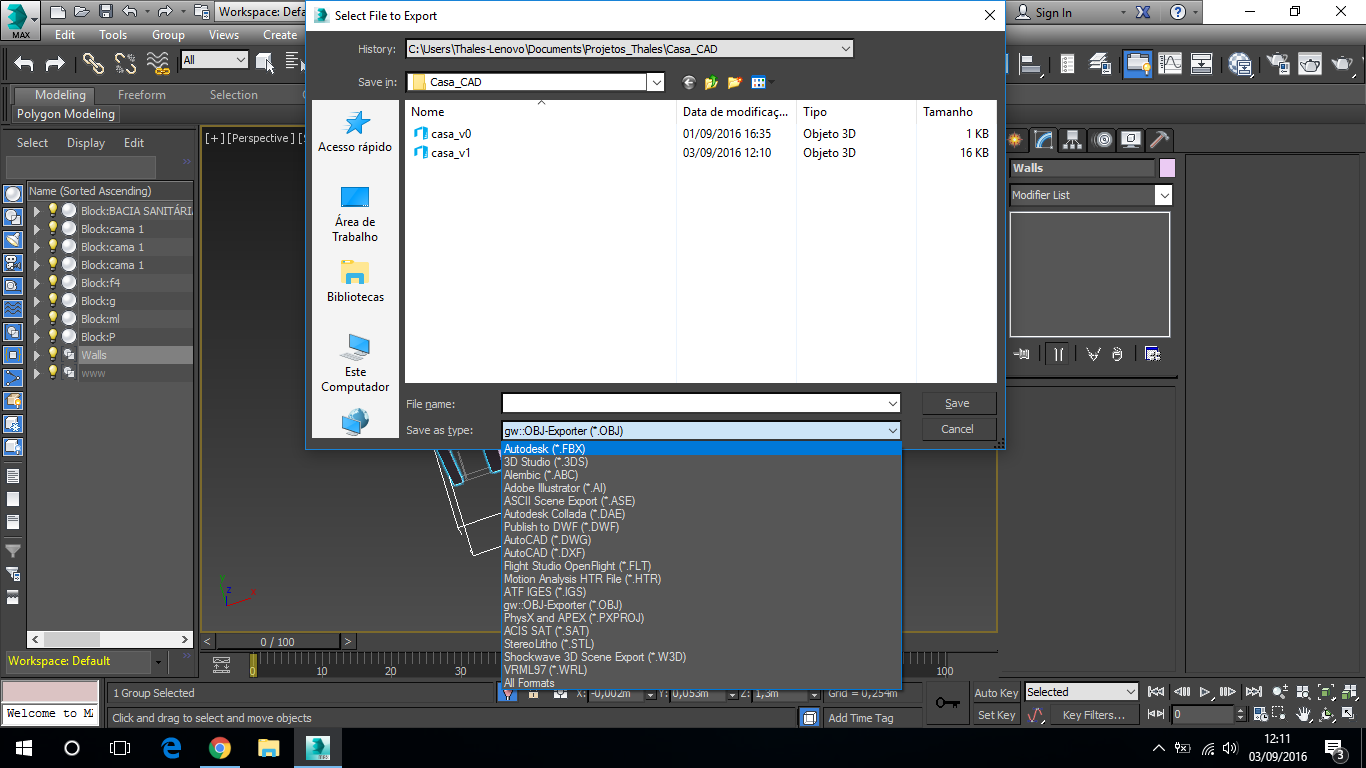 MAX
Workspace: Defa
Select File to Export
Sign In
Edit
Tools
Group
Views
Create
History:
C:\Users\Thales-Lenovo\Documents\Projetos_Thales\Casa_CAD
All
Save in:
Casa_CAD
Modeling
Freeform
Selection
Polygon Modeling
Nome
Data de modificaç...
Tipo
Tamanho
casa_v0
01/09/2016 16:35
Objeto 3D
1 KB
casa_v1
03/09/2016 12:10
Objeto 3D
16 KB
Acesso rápido
Área de
Trabalho
Bibliotecas
Este
Computador
Select
Display
Edit
[+][Perspective]
Name (Sorted Ascending)
Block:BACIA SANITÁRI
Block:cama 1
Block:cama 1
Block:cama 1
Block:f4
Block:g
Block:ml
Block:P
Walls
www
Walls
Modifier List
File name:
Save
Save as type:
gw::OBJ-Exporter (*.OBJ)
Cancel
Autodesk (*.FBX)
3D Studio (*.3DS)
Alembic (*.ABC)
Adobe Illustrator (*.AI)
ASCII Scene Export (*.ASE)
Autodesk Collada (*.DAE)
Publish to DWF (*.DWF)
AutoCAD (*.DWG)
AutoCAD (*.DXF)
Flight Studio OpenFlight (*.FLT)
Motion Analysis HTR File (*.HTR)
ATF IGES (*.IGS)
gw::OBJ-Exporter (*.OBJ)
PhysX and APEX (*.PXPROJ)
ACIS SAT (*.SAT)
StereoLitho (*.STL)
Shockwave 3D Scene Export (*.W3D)
VRML97 (*.WRL)
All Formats
y
z
x
0 / 100
Workspace: Default
0
10
20
30
90
100
1 Group Selected
X: -0,002m
Y: 0,053m
Z: 1,3m
Grid = 0,254m
Auto Key
Selected
Welcome to MA
Click and drag to select and move objects
Add Time Tag
Set Key
Key Filters...
0
12:11
03/09/2016
3